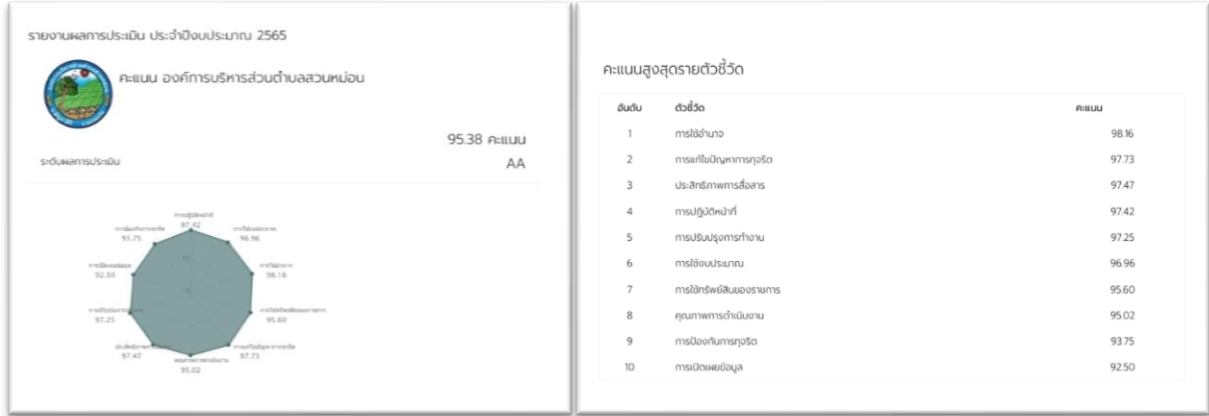 รายงานผลการประเมิน ประจำปีงบประมาณ 2565
คะแนน องค์การบริหารส่วนตำบลสวนหม่อน
95.38 คะแนน
ระดับผลการประเมิน AA
การปฏิบัติหน้าที่
97.42
การป้องกันการทุจริต
93.75
การใช้งบประมาณ
96.96
การเปิดเผยข้อมูล
92.50
การใช้อำนาจ
98.16
97.25
การใช้ทรัพย์สินของราชการ
95.60
97.47
การแก้ไขปัญหาการทุจริต
97.73
คุณภาพการดำเนินงาน
95.02
คะแนนสูงสุดรายตัวชี้วัด
อันดับ ตัวชี้วัด คะแนน
1 การใช้อำนาจ 98.16
2 การแก้ไขปัญหาการทุจริต 97.73
3 ประสิทธิภาพการสื่อสาร 97.47
4 การปฏิบัติหน้าที่ 97.42
5 การปรับปรุงการทำงาน 97.25
6 การใช้งบประมาณ 96.96
7 การใช้ทรัพย์สินของราชการ 95.60
8 คุณภาพการดำเนินงาน 95.02
9 การป้องกันการทุจริต 93.75
10 การเปิดเผยข้อมูล 92.50